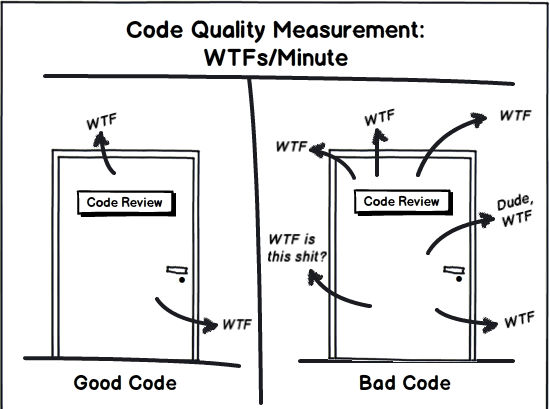 Code Quality Measurement:
WTFs/Minute
WTF
Code Review
WTF
Good Code
WTF
WTF
WTF
Code Review
Dude,
WTF
WTF is
this shit?
WTF
Bad Code